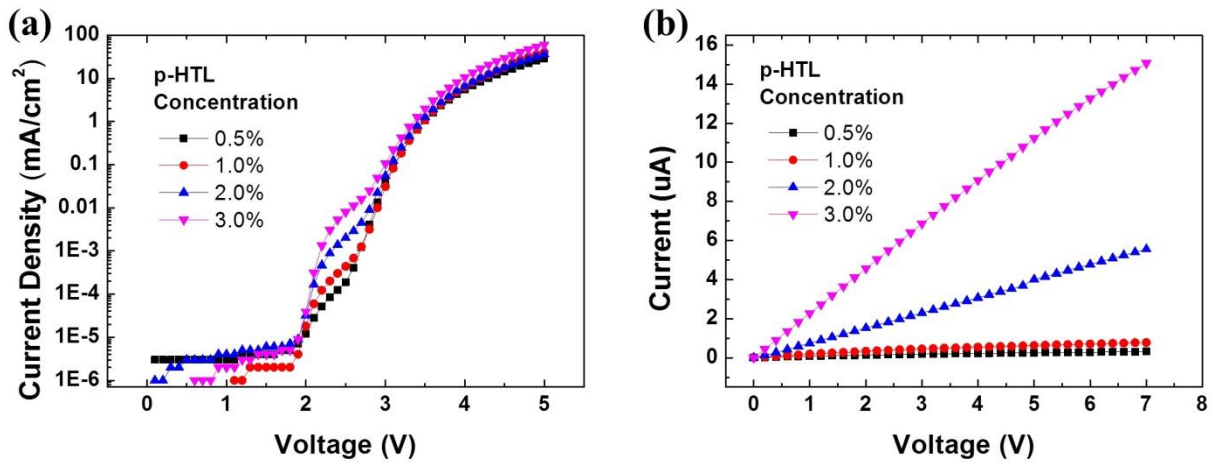 (a)
100
10
1
0.1
0.01
1E-3
1E-4
1E-5
1E-6
Current Density (mA/cm²)
p-HTL
Concentration
0.5%
1.0%
2.0%
3.0%
0 1 2 3 4 5
Voltage (V)
(b)
16
14
12
10
8
6
4
2
0
Current (uA)
p-HTL
Concentration
0.5%
1.0%
2.0%
3.0%
0 1 2 3 4 5 6 7 8
Voltage (V)